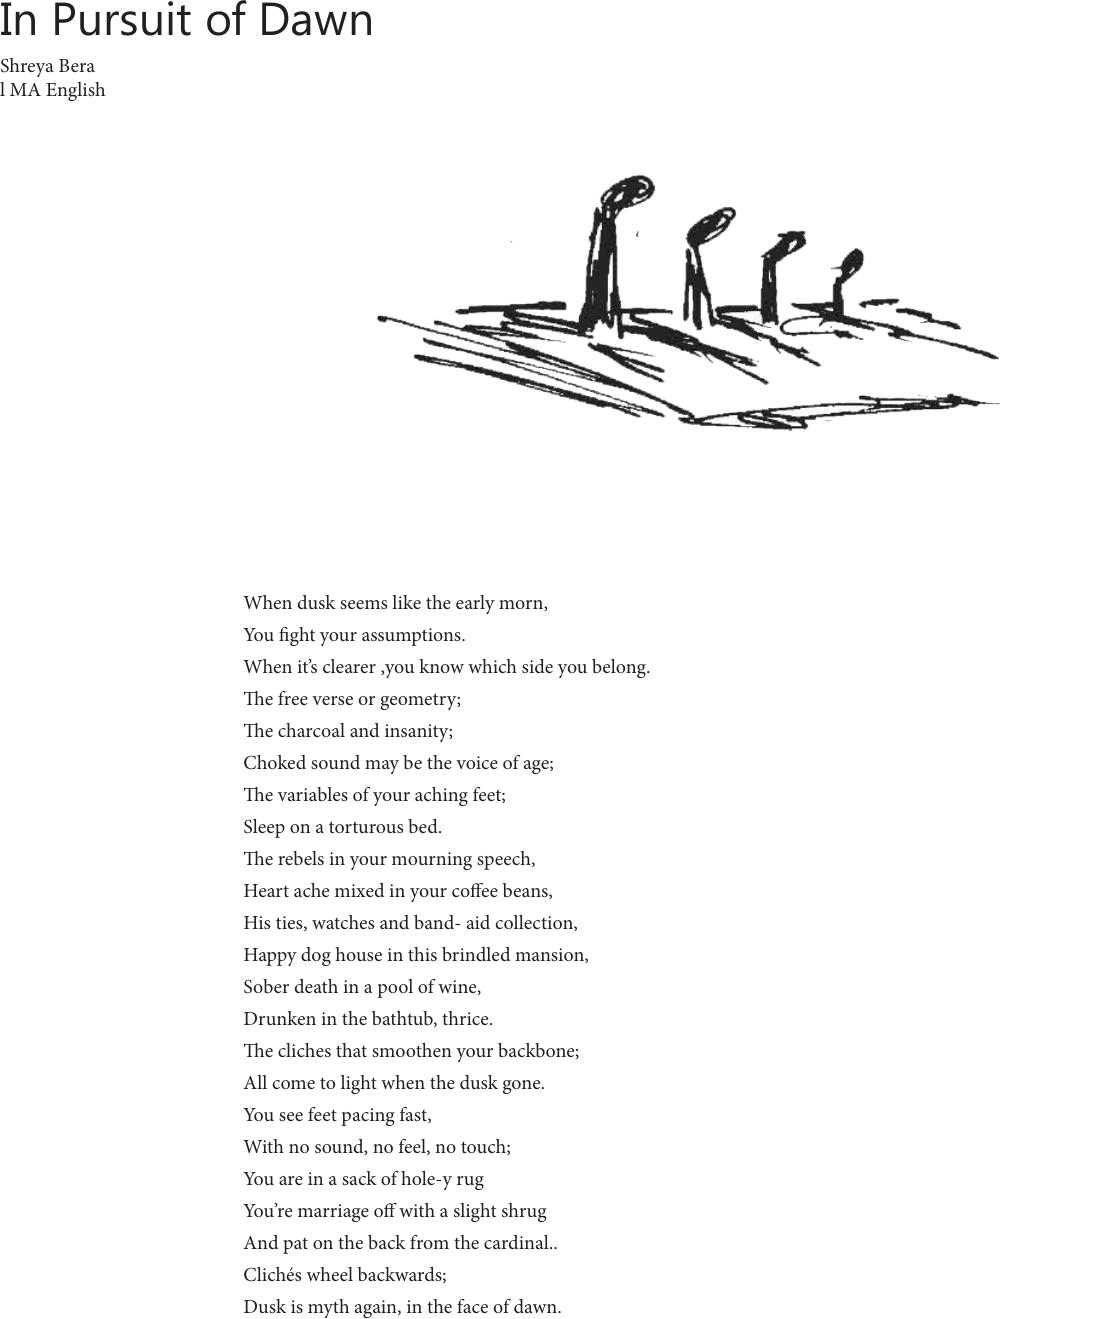 In Pursuit of Dawn
Shreya Bera
l MA English
When dusk seems like the early morn,
You fight your assumptions.
When it’s clearer ,you know which side you belong.
The free verse or geometry;
The charcoal and insanity;
Choked sound may be the voice of age;
The variables of your aching feet;
Sleep on a torturous bed.
The rebels in your mourning speech,
Heart ache mixed in your coffee beans,
His ties, watches and band- aid collection,
Happy dog house in this brindled mansion,
Sober death in a pool of wine,
Drunken in the bathtub, thrice.
The cliches that smoothen your backbone;
All come to light when the dusk gone.
You see feet pacing fast,
With no sound, no feel, no touch;
You are in a sack of hole-y rug
You’re marriage off with a slight shrug
And pat on the back from the cardinal..
Clichés wheel backwards;
Dusk is myth again, in the face of dawn.